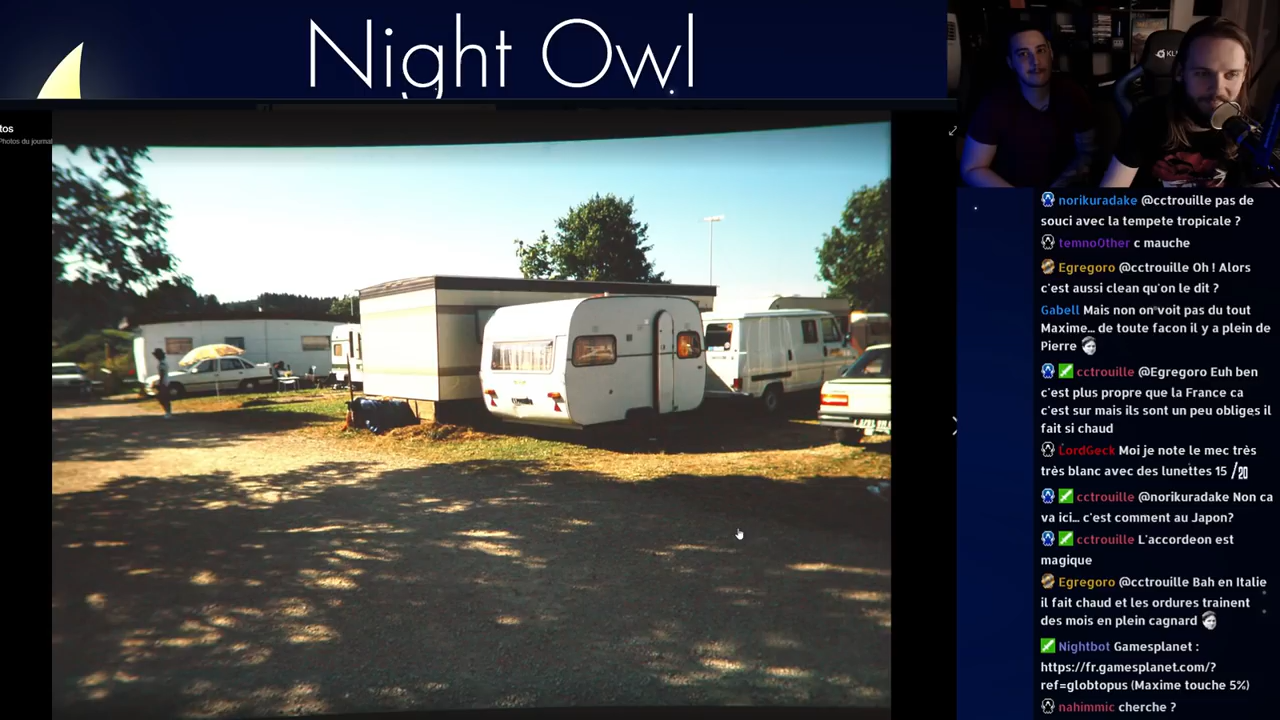 Night Owl
tos
Photos du journal
norikuradake @cctrouille pas de
souci avec la tempete tropicale ?
temnoOther c mauche
Egregoro @cctrouille Oh ! Alors
c'est aussi clean qu'on le dit ?
Gabell Mais non on voit pas du tout
Maxime... de toute facon il y a plein de
Pierre
cctrouille @Egregoro Euh ben
c'est plus propre que la France ca
c'est sur mais ils sont un peu obliges il
fait si chaud
LordGeck Moi je note le mec très
très blanc avec des lunettes 15 /20
cctrouille @norikuradake Non ca
va ici... c'est comment au Japon?
cctrouille L'accordeon est
magique
Egregoro @cctrouille Bah en Italie
il fait chaud et les ordures trainent
des mois en plein cagnard
Nightbot Gamesplanet :
https://fr.gamesplanet.com/?
ref=globtopus (Maxime touche 5%)
nahimmic cherche ?